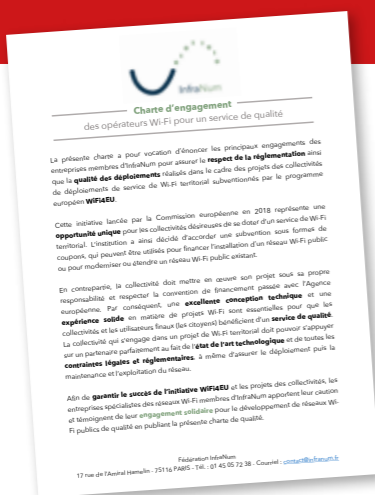 InfraNum
Charte d'engagement
des opérateurs Wi-Fi pour un service de qualité
La présente charte a pour vocation d'énoncer les principaux engagements des
entreprises membres d'InfraNum pour assurer le respect de la réglementation ainsi
que la qualité des déploiements réalisés dans le cadre des projets des collectivités
de déploiements de service de Wi-Fi territorial subventionnés par le programme
européen WiFi4EU.
Cette initiative lancée par la Commission européenne en 2018 représente une
opportunité unique pour les collectivités désireuses de se doter d'un service de Wi-Fi
territorial. L'institution a ainsi décidé d'accorder une subvention sous formes de
coupons, qui peuvent être utilisés pour financer l'installation d'un réseau Wi-Fi public
ou pour moderniser ou étendre un réseau Wi-Fi public existant.
En contrepartie, la collectivité doit mettre en œuvre son projet sous sa propre
responsabilité et respecter la convention de financement passée avec l'Agence
européenne. Par conséquent, une excellente conception technique et une
expérience solide en matière de projets Wi-Fi sont essentielles pour que les
collectivités et les utilisateurs finaux (les citoyens) bénéficient d'un service de qualité.
La collectivité qui s'engage dans un projet de Wi-Fi territorial doit pouvoir s'appuyer
sur un partenaire parfaitement au fait de l'état de l'art technologique et de toutes les
contraintes légales et réglementaires, à même d'assurer le déploiement puis la
maintenance et l'exploitation du réseau.
Afin de garantir le succès de l'initiative WiFi4EU et les projets des collectivités, les
entreprises spécialistes des réseaux Wi-Fi membres d'InfraNum apportent leur caution
et témoignent de leur engagement solidaire pour le développement de réseaux Wi-
Fi publics de qualité en publiant la présente charte de qualité.
Fédération InfraNum
17 rue de l'Amiral Hamelin - 75116 PARIS - Tél. : 01 45 05 72 38 . Courriel : contact@infranum.fr